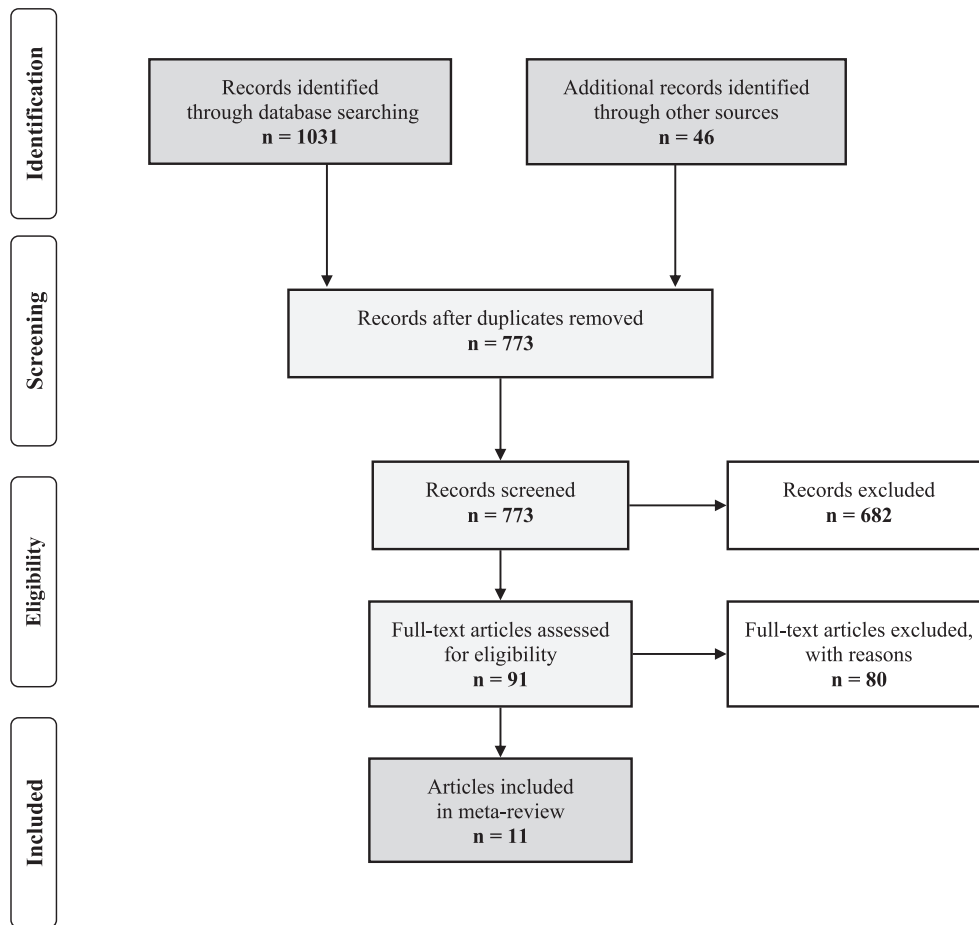 Identification
Records identified
through database searching
n = 1031
Additional records identified
through other sources
n = 46
Screening
Records after duplicates removed
n = 773
Eligibility
Records screened
n = 773
Records excluded
n = 682
Full-text articles assessed
for eligibility
n = 91
Full-text articles excluded,
with reasons
n = 80
Included
Articles included
in meta-review
n = 11